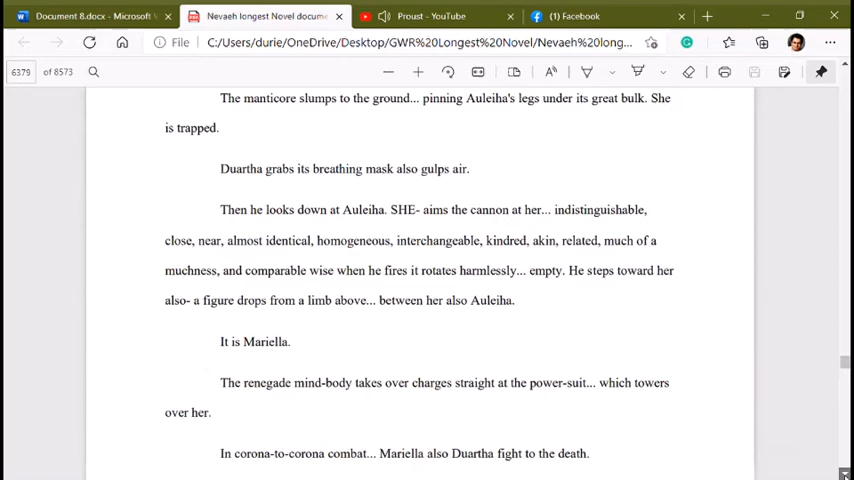 Document 8.docx - Microsoft W
Nevaeh longest Novel docume
Proust - YouTube
(1) Facebook
File
C:/Users/durie/OneDrive/Desktop/GWR%20Longest%20Novel/Nevaeh%20long...
6379 of 8573
The manticore slumps to the ground... pinning Auleiha's legs under its great bulk. She
is trapped.
Duartha grabs its breathing mask also gulps air.
Then he looks down at Auleiha. SHE- aims the cannon at her... indistinguishable,
close, near, almost identical, homogeneous, interchangeable, kindred, akin, related, much of a
muchness, and comparable wise when he fires it rotates harmlessly... empty. He steps toward her
also- a figure drops from a limb above... between her also Auleiha.
It is Mariella.
The renegade mind-body takes over charges straight at the power-suit... which towers
over her.
In corona-to-corona combat... Mariella also Duartha fight to the death.